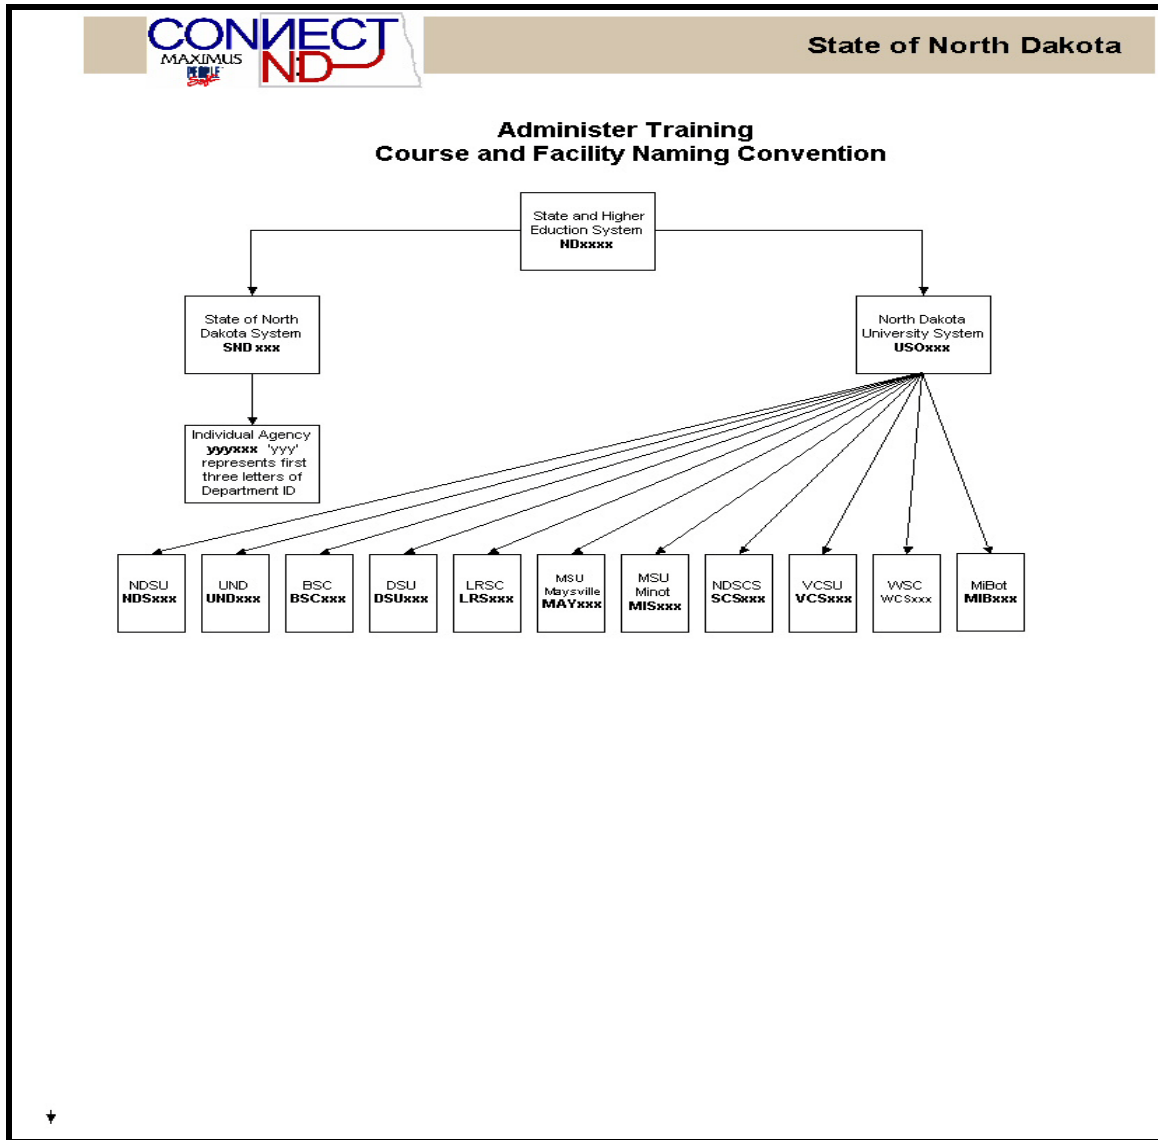 CONNECT
MAXIMUS
PEOPLE
Soft
N:D
State of North Dakota
Administer Training
Course and Facility Naming Convention
State and Higher
Eduction System
NDxxxx
State of North
Dakota System
SND xxx
North Dakota
University System
USOxxx
Individual Agency
yyyxxx 'yyy'
represents first
three letters of
Department ID
NDSU
NDSxxx
UND
UNDxxx
BSC
BSCxxx
DSU
DSUxxx
LRSC
LRSxxx
MSU
Maysville
MAYxxx
MSU
Minot
MISxxx
NDSCS
SCSxxx
VCSU
VCSxxx
WSC
WCSxxx
MiBot
MIBxxx